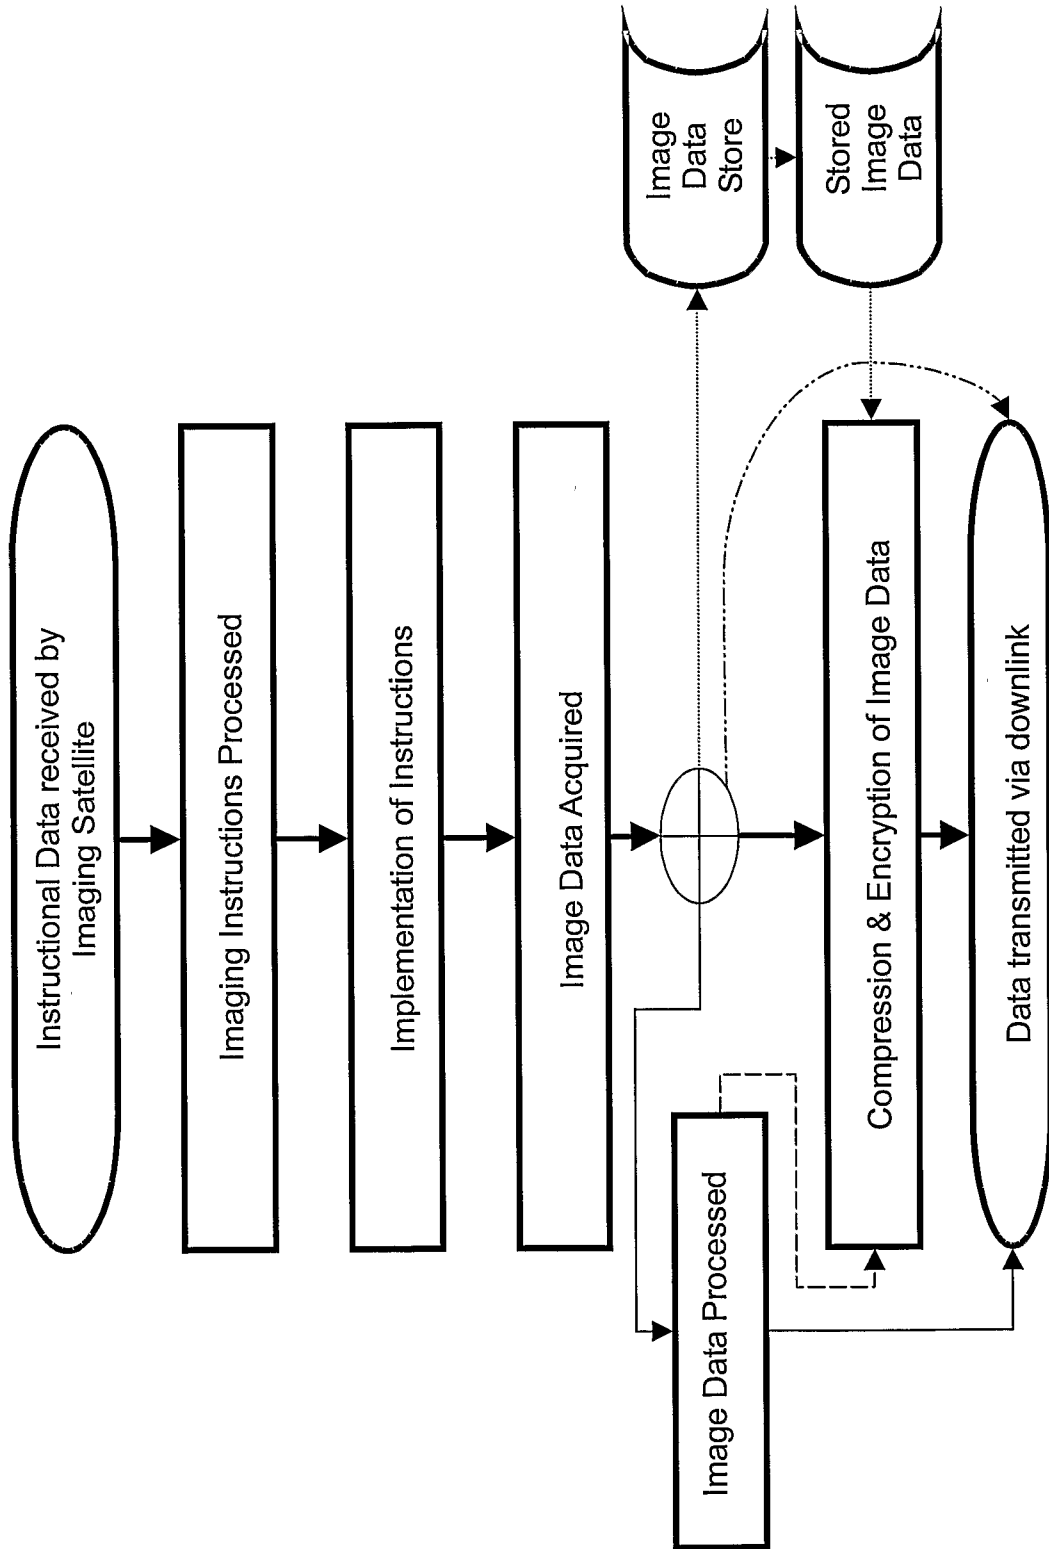 Instructional Data received by
Imaging Satellite
Imaging Instructions Processed
Implementation of Instructions
Image Data Acquired
Image
Data
Store
Stored
Image
Data
Image Data Processed
Compression & Encryption of Image Data
Data transmitted via downlink